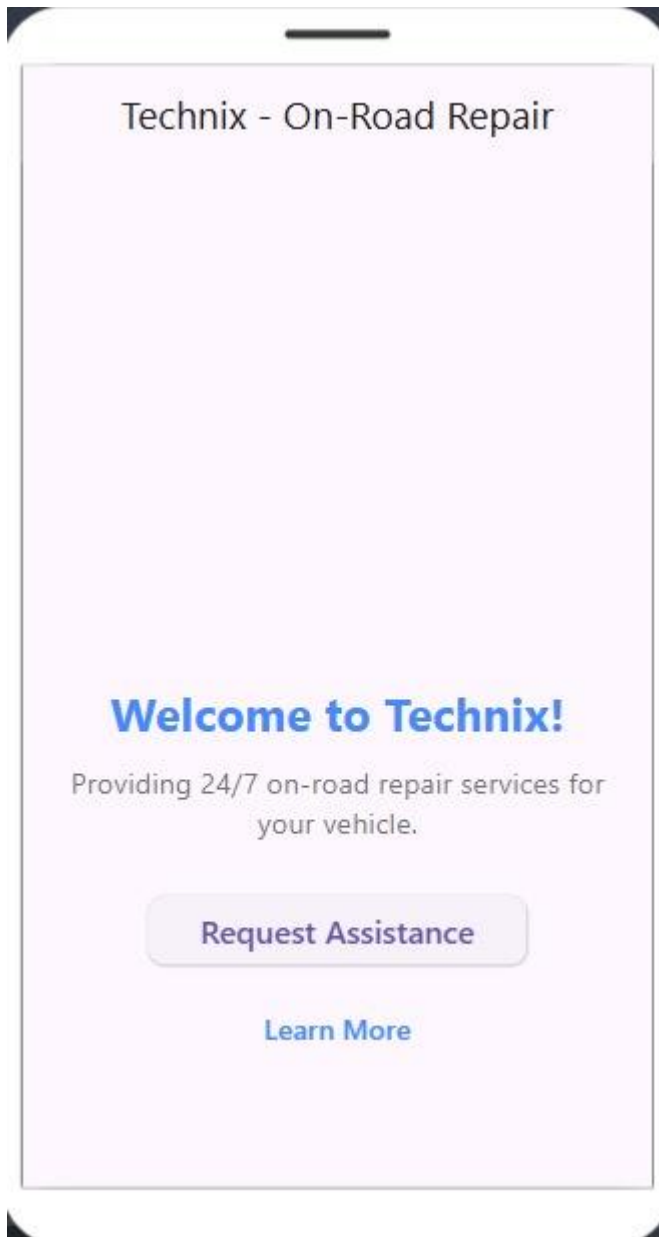 Technix - On-Road Repair
Welcome to Technix!
Providing 24/7 on-road repair services for
your vehicle.
Request Assistance
Learn More